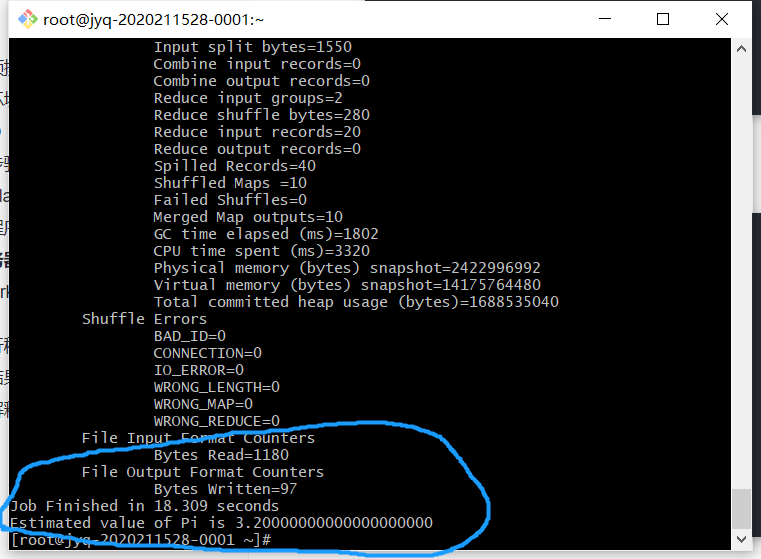 root@jyq-2020211528-0001:~
Input split bytes=1550
Combine input records=0
Combine output records=0
Reduce input groups=2
Reduce shuffle bytes=280
Reduce input records=20
Reduce output records=0
Spilled Records=40
Shuffled Maps =10
Failed Shuffles=0
Merged Map outputs=10
GC time elapsed (ms)=1802
CPU time spent (ms)=3320
Physical memory (bytes) snapshot=2422996992
Virtual memory (bytes) snapshot=14175764480
Total committed heap usage (bytes)=1688535040
Shuffle Errors
BAD_ID=0
CONNECTION=0
IO_ERROR=0
WRONG_LENGTH=0
WRONG_MAP=0
WRONG_REDUCE=0
File Input Format Counters
Bytes Read=1180
File Output Format Counters
Bytes Written=97
Job Finished in 18.309 seconds
Estimated value of Pi is 3.20000000000000000000
[root@jyq-2020211528-0001 ~]#